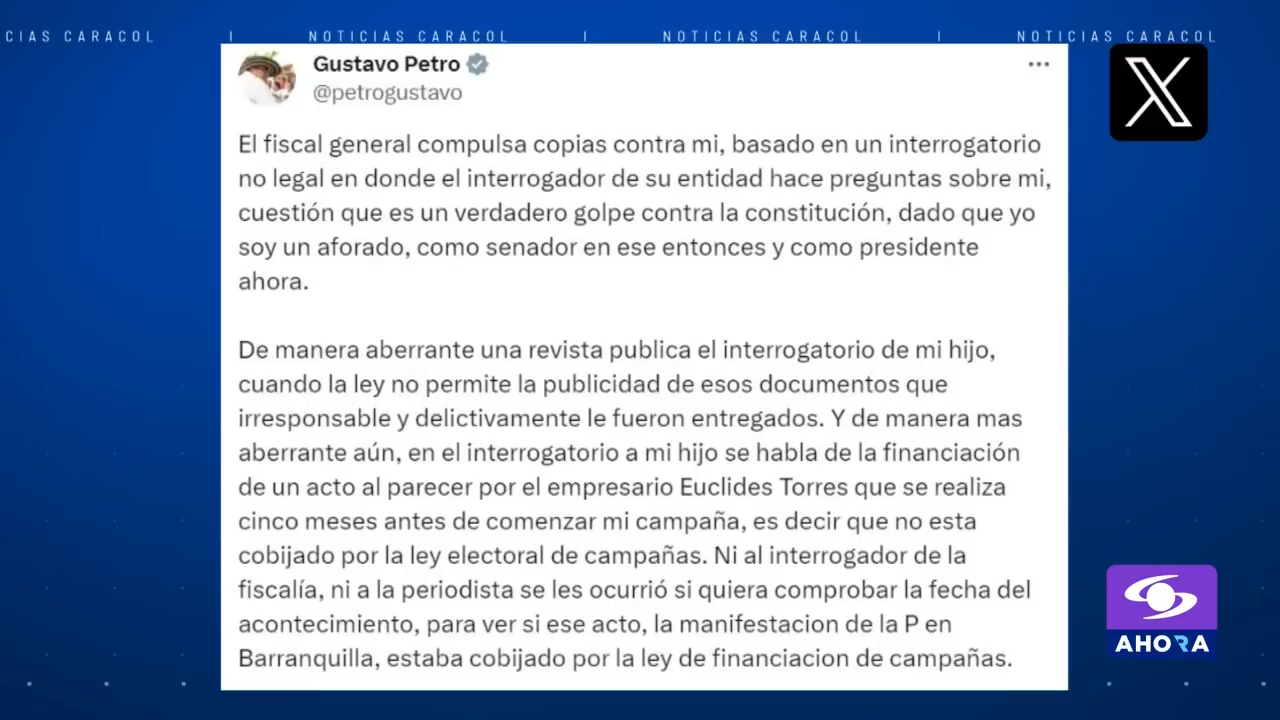 CIAS CARACOL | NOTICIAS CARACOL | NOTICIAS CARACOL | NOTICIAS CARACOL
Gustavo Petro
@petrogustavo
El fiscal general compulsa copias contra mi, basado en un interrogatorio
no legal en donde el interrogador de su entidad hace preguntas sobre mi,
cuestión que es un verdadero golpe contra la constitución, dado que yo
soy un aforado, como senador en ese entonces y como presidente
ahora.
De manera aberrante una revista publica el interrogatorio de mi hijo,
cuando la ley no permite la publicidad de esos documentos que
irresponsable y delictivamente le fueron entregados. Y de manera mas
aberrante aún, en el interrogatorio a mi hijo se habla de la financiación
de un acto al parecer por el empresario Euclides Torres que se realiza
cinco meses antes de comenzar mi campaña, es decir que no esta
cobijado por la ley electoral de campañas. Ni al interrogador de la
fiscalía, ni a la periodista se les ocurrió si quiera comprobar la fecha del
acontecimiento, para ver si ese acto, la manifestacion de la P en
Barranquilla, estaba cobijado por la ley de financiacion de campañas.
X
AHORA